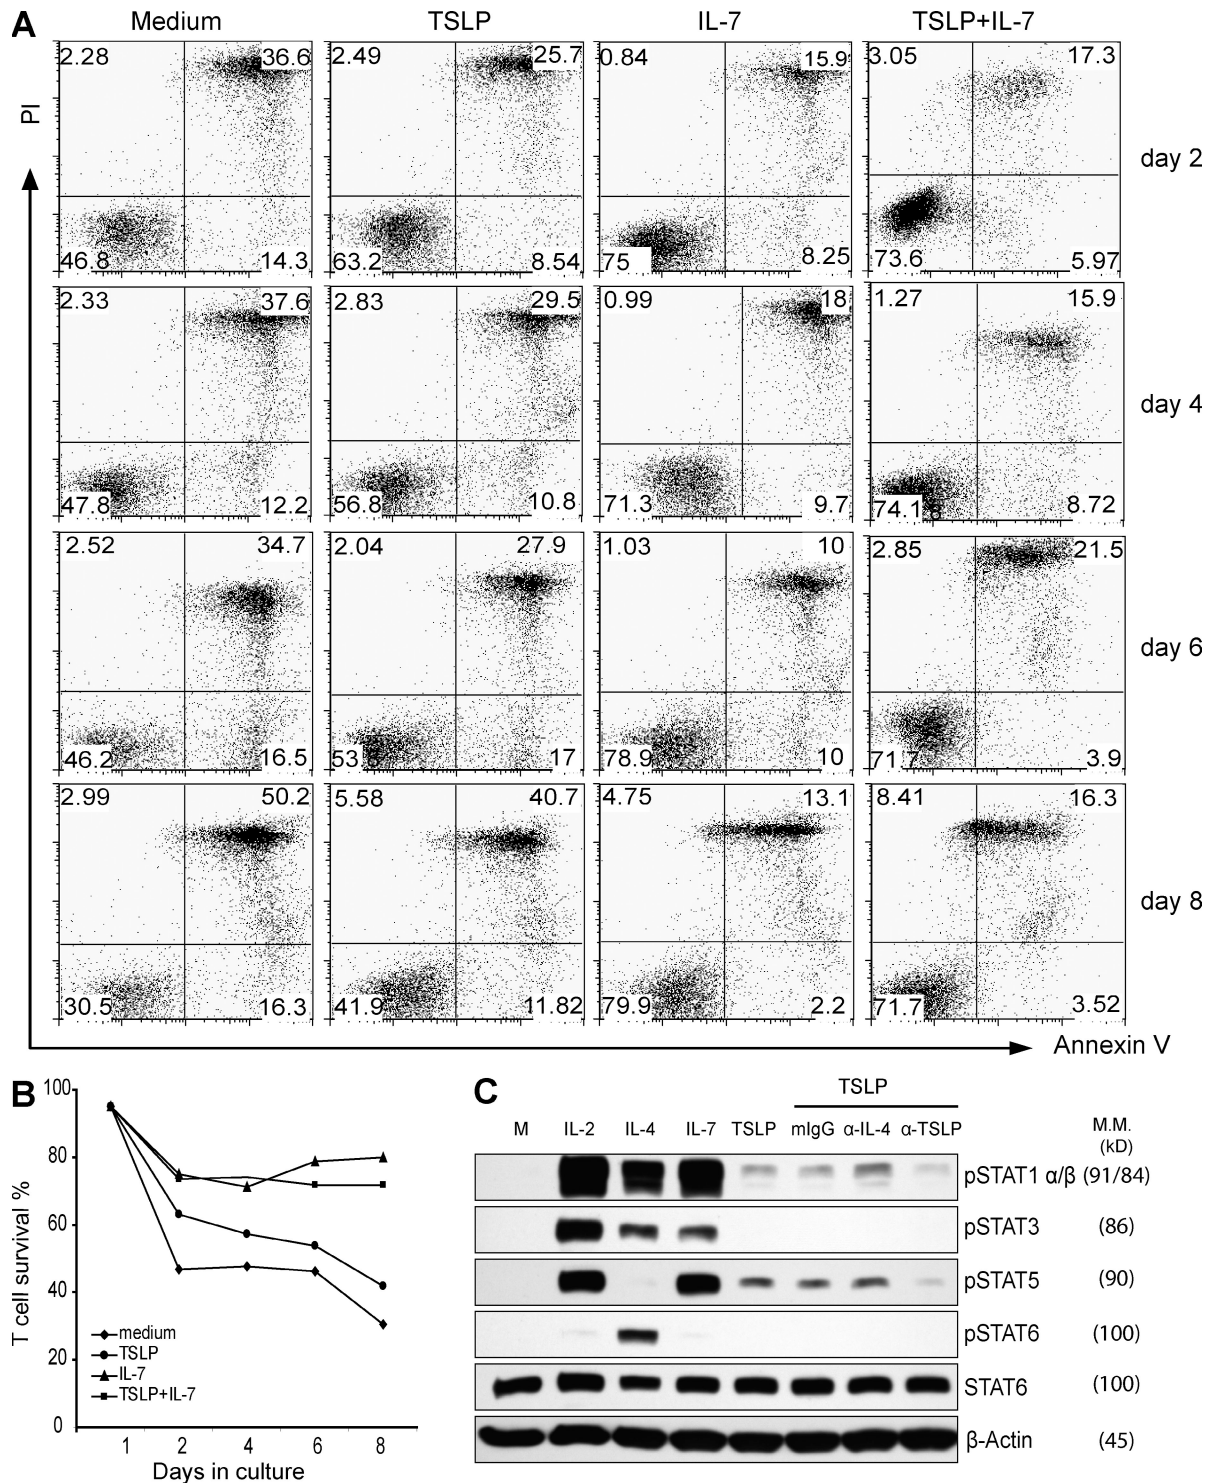 A
Medium TSLP IL-7 TSLP+IL-7
PI
2.28 36.6 2.49 25.7 0.84 15.9 3.05 17.3
day 2
46.8 14.3 63.2 8.54 75 8.25 73.6 5.97
2.33 37.6 2.83 29.5 0.99 18 1.27 15.9
day 4
47.8 12.2 56.8 10.8 71.3 9.7 74.1 8.72
2.52 34.7 2.04 27.9 1.03 10 2.85 21.5
day 6
46.2 16.5 17 78.9 10 71.7 3.9
2.99 50.2 5.58 40.7 4.75 13.1 8.41 16.3
day 8
30.5 16.3 41.9 11.82 79.9 2.2 71.7 3.52
Annexin V
B
T cell survival %
100
80
60
40
20
0
medium
TSLP
IL-7
TSLP+IL-7
1 2 4 6 8
Days in culture
C
TSLP
M IL-2 IL-4 IL-7 TSLP mIgG α-IL-4 α-TSLP
M.M.
(kD)
pSTAT1 α/β (91/84)
pSTAT3 (86)
pSTAT5 (90)
pSTAT6 (100)
STAT6 (100)
β-Actin (45)